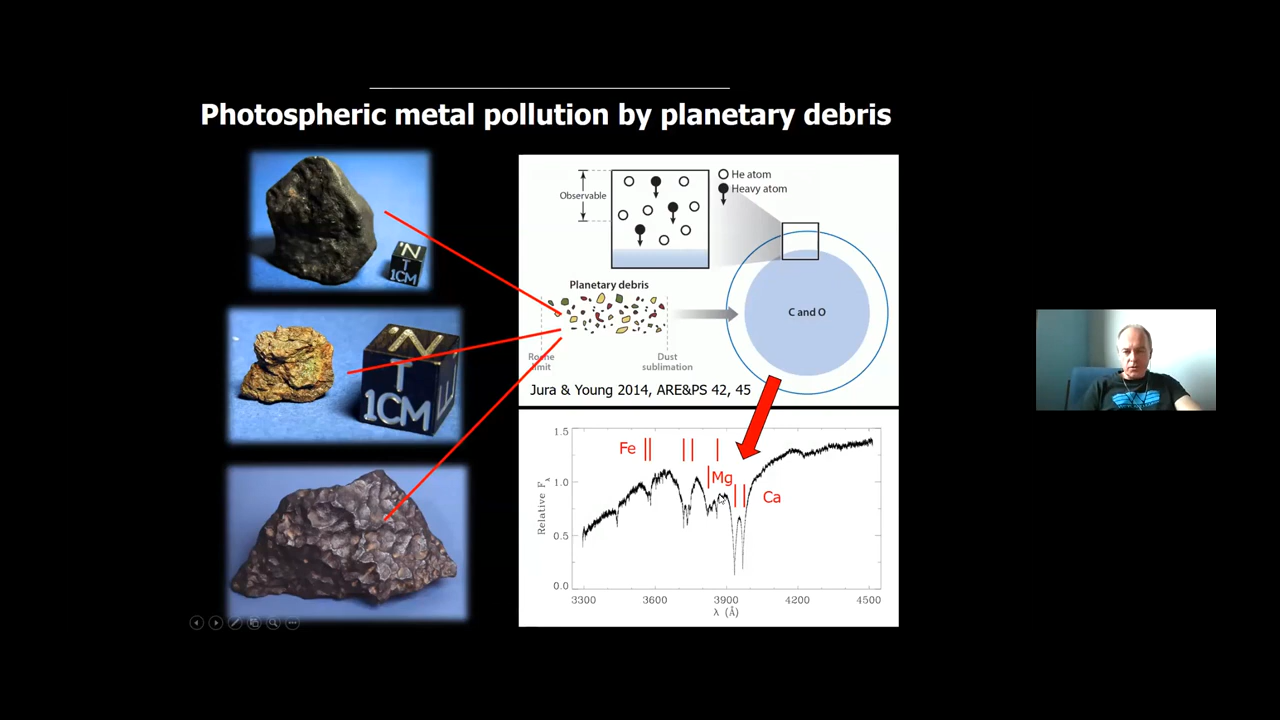 Photospheric metal pollution by planetary debris
N
T
1CM
N
T
1CM
He atom
Heavy atom
Observable
Planetary debris
C and O
Roche
limit
Dust
sublimation
Jura & Young 2014, ARE&PS 42, 45
1.5
1.0
0.5
0.0
Relative Fλ
Fe
Mg
Ca
3300
3600
3900
4200
4500
λ (Å)